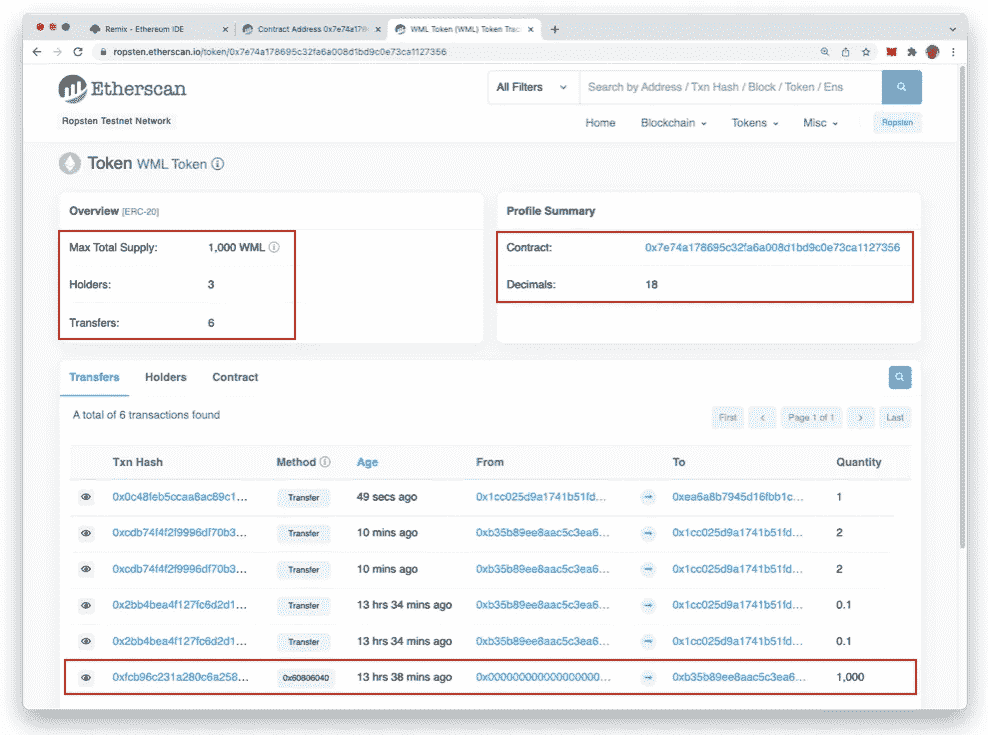 Remix - Ethereum IDE
Contract Address 0x7e74a178
WML Token (WML) Token Trac
ropsten.etherscan.io/token/0x7e74a178695c32fa6a008d1bd9c0e73ca1127356
Etherscan
All Filters
Search by Address / Txn Hash / Block / Token / Ens
Ropsten Testnet Network
Home Blockchain Tokens Misc Ropsten
Token WML Token
Overview [ERC-20]
Profile Summary
Max Total Supply: 1,000 WML
Contract: 0x7e74a178695c32fa6a008d1bd9c0e73ca1127356
Holders: 3
Decimals: 18
Transfers: 6
Transfers Holders Contract
A total of 6 transactions found
First Page 1 of 1 Last
Txn Hash Method Age From To Quantity
0x0c48feb5ccaa8ac89c1... Transfer 49 secs ago 0x1cc025d9a1741b51fd... 0xea6a8b7945d16fbb1c... 1
0xcdb74f4f2f9996df70b3... Transfer 10 mins ago 0xb35b89ee8aac5c3ea6... 0x1cc025d9a1741b51fd... 2
0xcdb74f4f2f9996df70b3... Transfer 10 mins ago 0xb35b89ee8aac5c3ea6... 0x1cc025d9a1741b51fd... 2
0x2bb4bea4f127fc6d2d1... Transfer 13 hrs 34 mins ago 0xb35b89ee8aac5c3ea6... 0x1cc025d9a1741b51fd... 0.1
0x2bb4bea4f127fc6d2d1... Transfer 13 hrs 34 mins ago 0xb35b89ee8aac5c3ea6... 0x1cc025d9a1741b51fd... 0.1
0xfcb96c231a280c6a258... 0x60806040 13 hrs 38 mins ago 0x000000000000000000... 0xb35b89ee8aac5c3ea6... 1,000